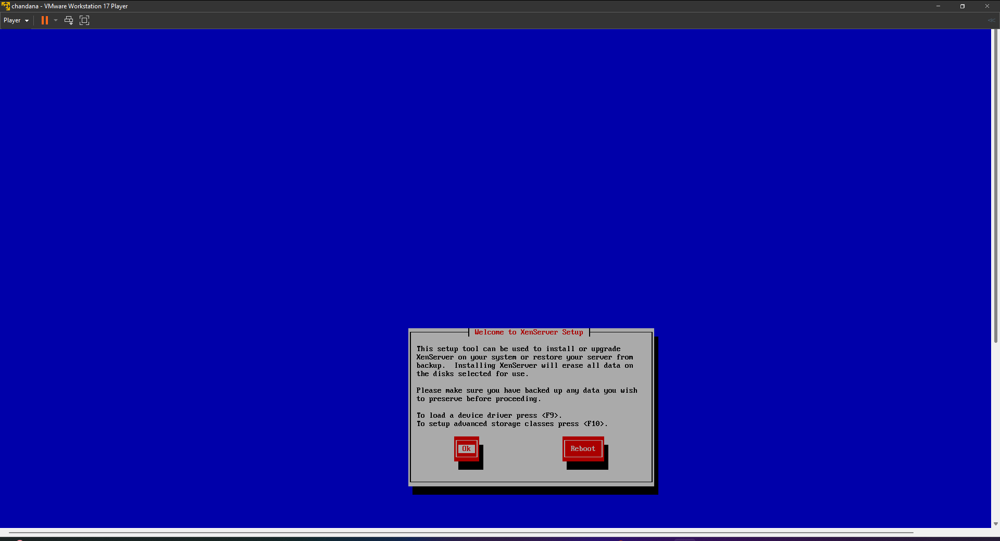 chandana - VMware Workstation 17 Player
Player
Welcome to XenServer Setup
This setup tool can be used to install or upgrade
XenServer on your system or restore your server from
backup.  Installing XenServer will erase all data on
the disks selected for use.
Please make sure you have backed up any data you wish
to preserve before proceeding.
To load a device driver press <F9>.
To setup advanced storage classes press <F10>.
Ok
Reboot